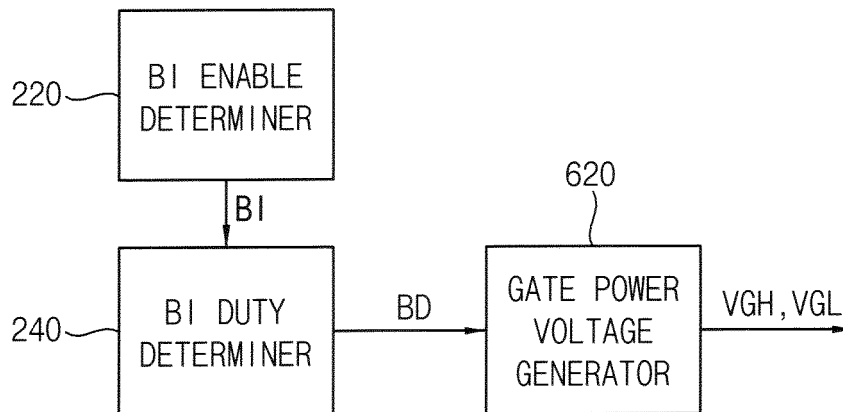 BI ENABLE
DETERMINER
220
BI
620
BI DUTY
DETERMINER
240
BD
GATE POWER
VOLTAGE
GENERATOR
VGH, VGL